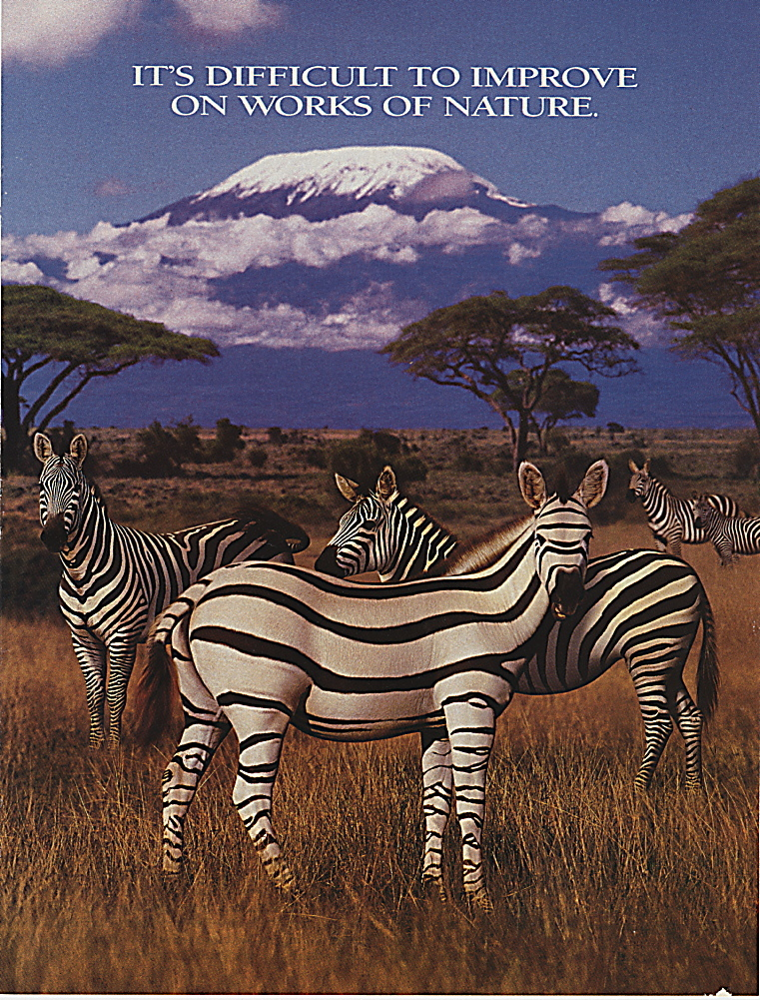 IT'S DIFFICULT TO IMPROVE
ON WORKS OF NATURE.